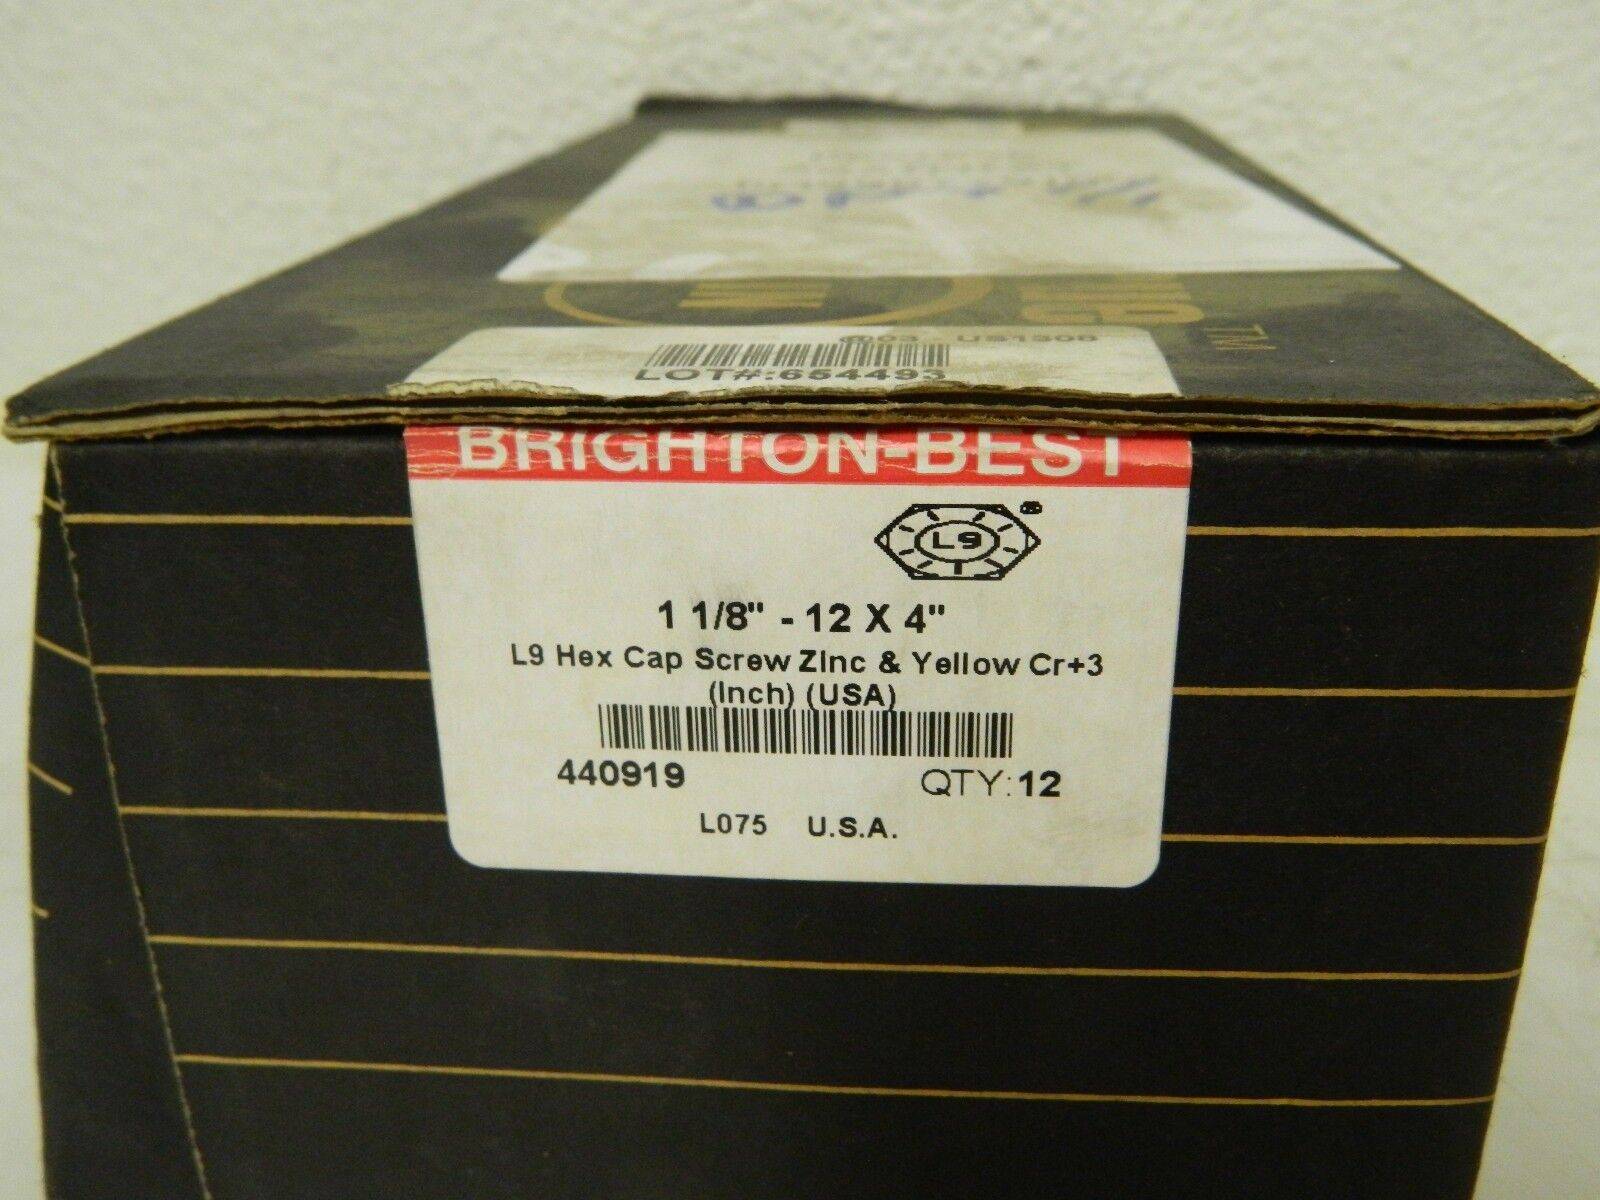 TM
LOT#:654493
BRIGHTON-BEST
L9 ®
1 1/8" - 12 X 4"
L9 Hex Cap Screw Zinc & Yellow Cr+3
(Inch) (USA)
440919 QTY:12
L075 U.S.A.